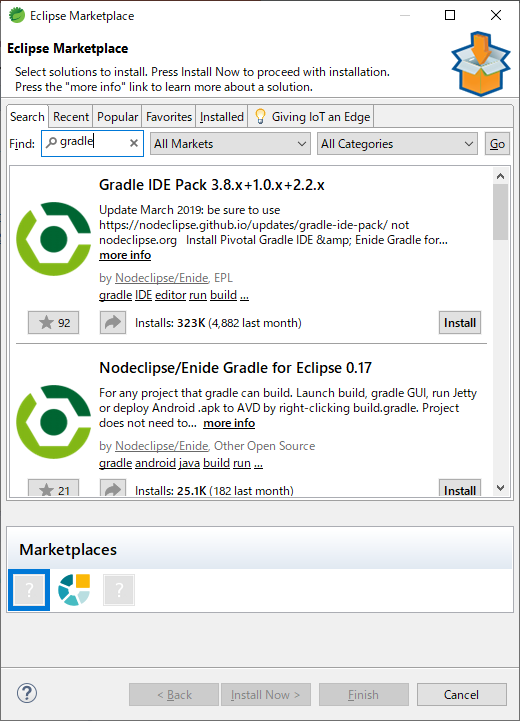 Eclipse Marketplace
Eclipse Marketplace
Select solutions to install. Press Install Now to proceed with installation.
Press the "more info" link to learn more about a solution.
Search Recent Popular Favorites Installed Giving IoT an Edge
Find: gradle All Markets All Categories Go
Gradle IDE Pack 3.8.x+1.0.x+2.2.x
Update March 2019: be sure to use
https://nodeclipse.github.io/updates/gradle-ide-pack/ not
nodeclipse.org Install Pivotal Gradle IDE &amp; Enide Gradle for...
more info
by Nodeclipse/Enide, EPL
gradle IDE editor run build ...
92 Installs: 323K (4,882 last month) Install
Nodeclipse/Enide Gradle for Eclipse 0.17
For any project that gradle can build. Launch build, gradle GUI, run Jetty
or deploy Android .apk to AVD by right-clicking build.gradle. Project
does not need to... more info
by Nodeclipse/Enide, Other Open Source
gradle android java build run ...
21 Installs: 25.1K (182 last month) Install
Marketplaces
? ?
? < Back Install Now > Finish Cancel